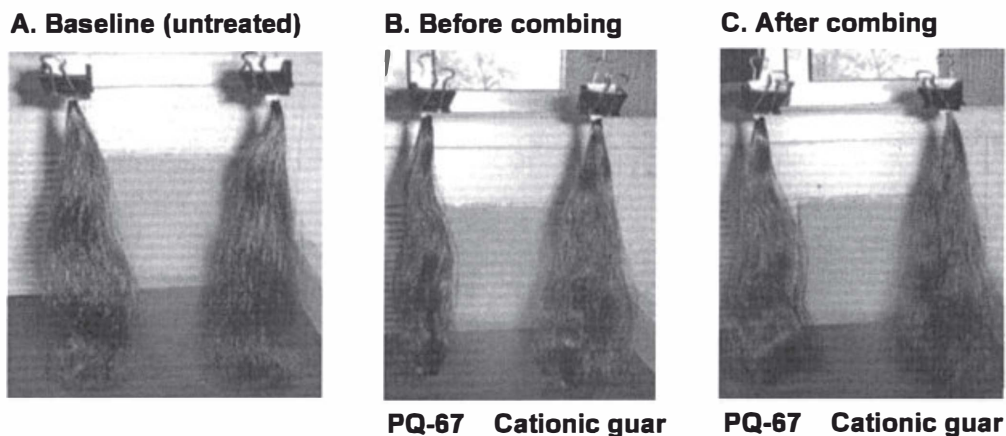 A. Baseline (untreated)
B. Before combing
C. After combing
PQ-67 Cationic guar
PQ-67 Cationic guar